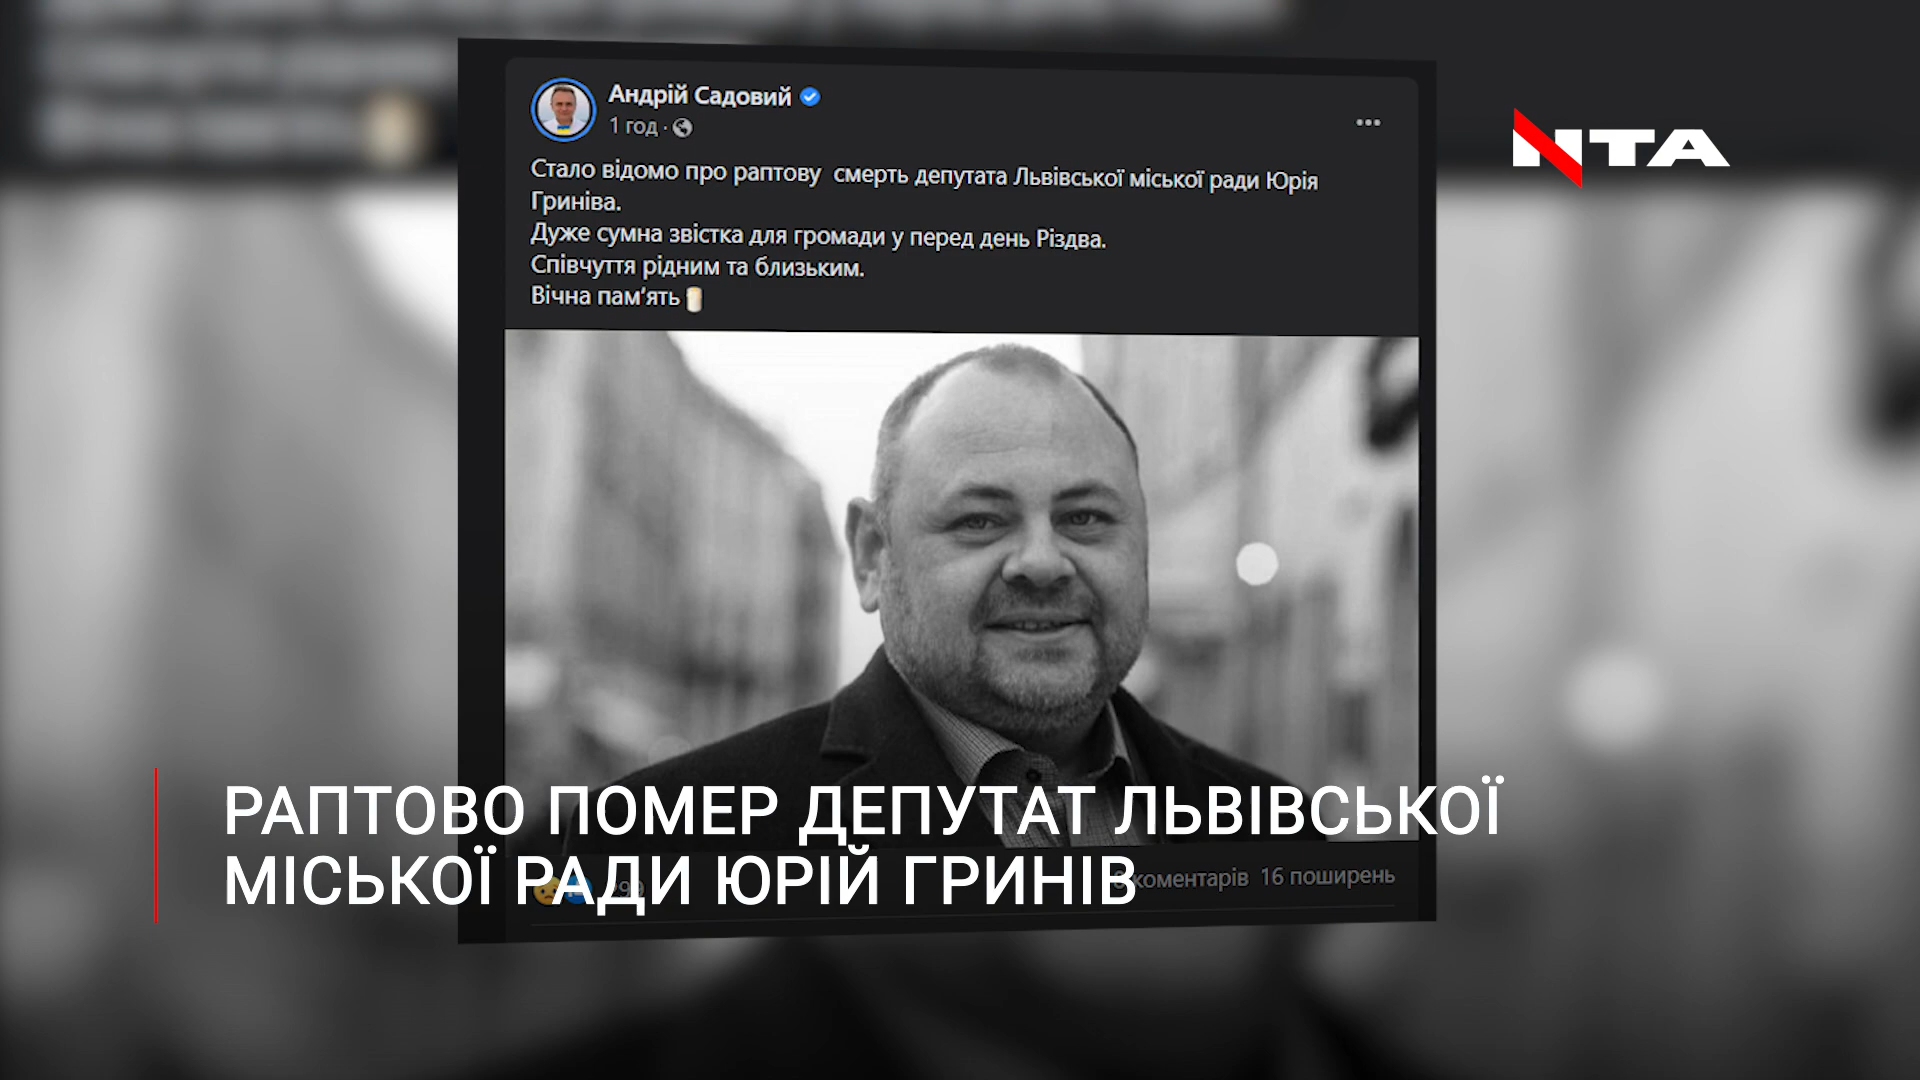 Андрій Садовий
1 год ·
NTA
Стало відомо про раптову смерть депутата Львівської міської ради Юрія
Гриніва.
Дуже сумна звістка для громади у перед день Різдва.
Співчуття рідним та близьким.
Вічна пам'ять
РАПТОВО ПОМЕР ДЕПУТАТ ЛЬВІВСЬКОЇ
МІСЬКОЇ РАДИ ЮРІЙ ГРИНІВ
коментарів 16 поширень